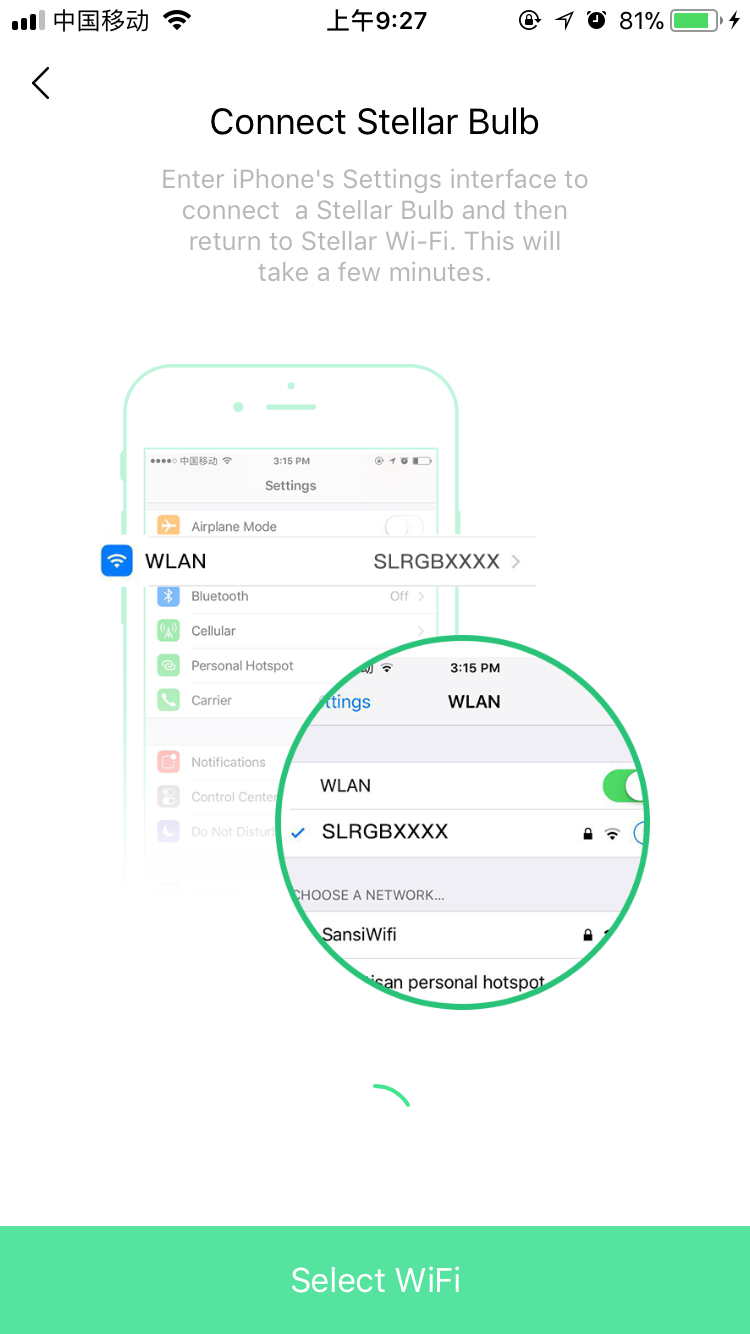 中国移动 上午9:27 81%
Connect Stellar Bulb
Enter iPhone's Settings interface to
connect a Stellar Bulb and then
return to Stellar Wi-Fi. This will
take a few minutes.
中国移动 3:15 PM
Settings
Airplane Mode
WLAN SLRGBXXXX
Bluetooth Off
Cellular
Personal Hotspot
Carrier
Notifications
Control Center
Do Not Disturb
动 3:15 PM
ttings WLAN
WLAN
SLRGBXXXX
CHOOSE A NETWORK...
SansiWifi
isan personal hotspot
Select WiFi